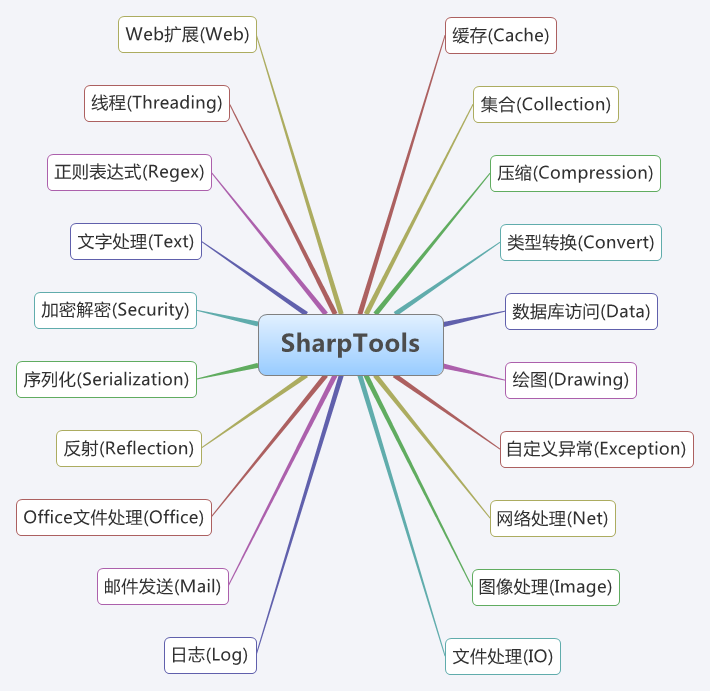 Web扩展(Web)
缓存(Cache)
线程(Threading)
集合(Collection)
正则表达式(Regex)
压缩(Compression)
文字处理(Text)
类型转换(Convert)
加密解密(Security)
数据库访问(Data)
SharpTools
序列化(Serialization)
绘图(Drawing)
反射(Reflection)
自定义异常(Exception)
Office文件处理(Office)
网络处理(Net)
邮件发送(Mail)
图像处理(Image)
日志(Log)
文件处理(IO)